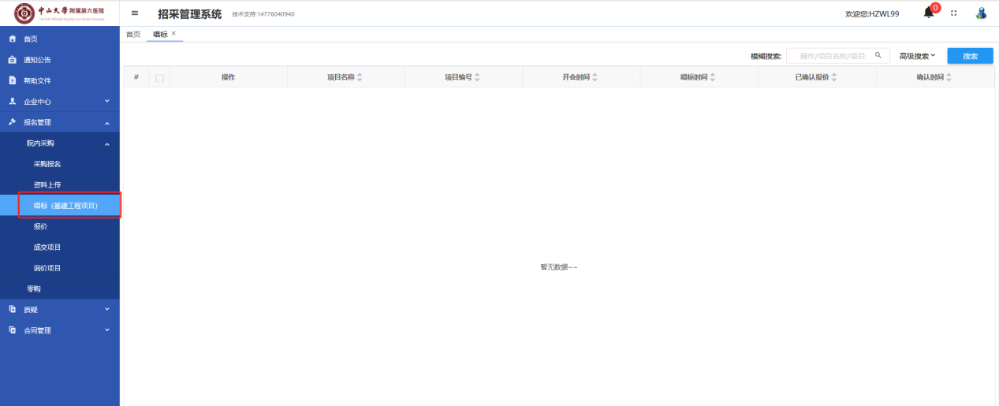 中山大学附属第六医院
The Sixth Affiliated Hospital, Sun Yat-sen University
招采管理系统 技术支持:14776040940
欢迎您:HZWL99
0
首页
通知公告
帮助文件
企业中心
报名管理
院内采购
采购报名
资料上传
唱标（基建工程项目）
报价
成交项目
询价项目
零购
质疑
合同管理
首页 唱标 ×
模糊搜索: 操作/项目名称/项目 高级搜索 搜索
# 操作 项目名称 项目编号 开会时间 唱标时间 已确认报价 确认时间
暂无数据~~